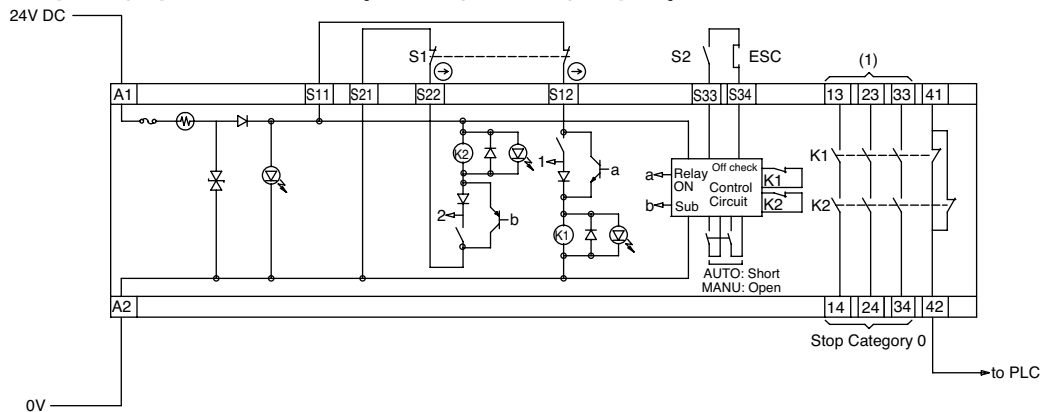 24V DC
S1
S2
ESC
(1)
A1
S11
S21
S22
S12
S33
S34
13
23
33
41
K2
2
b
1
a
K1
a
Relay
ON
b
Sub
Off check
Control
Circuit
K1
K2
K1
K2
AUTO: Short
MANU: Open
A2
14
24
34
42
Stop Category 0
to PLC
0V